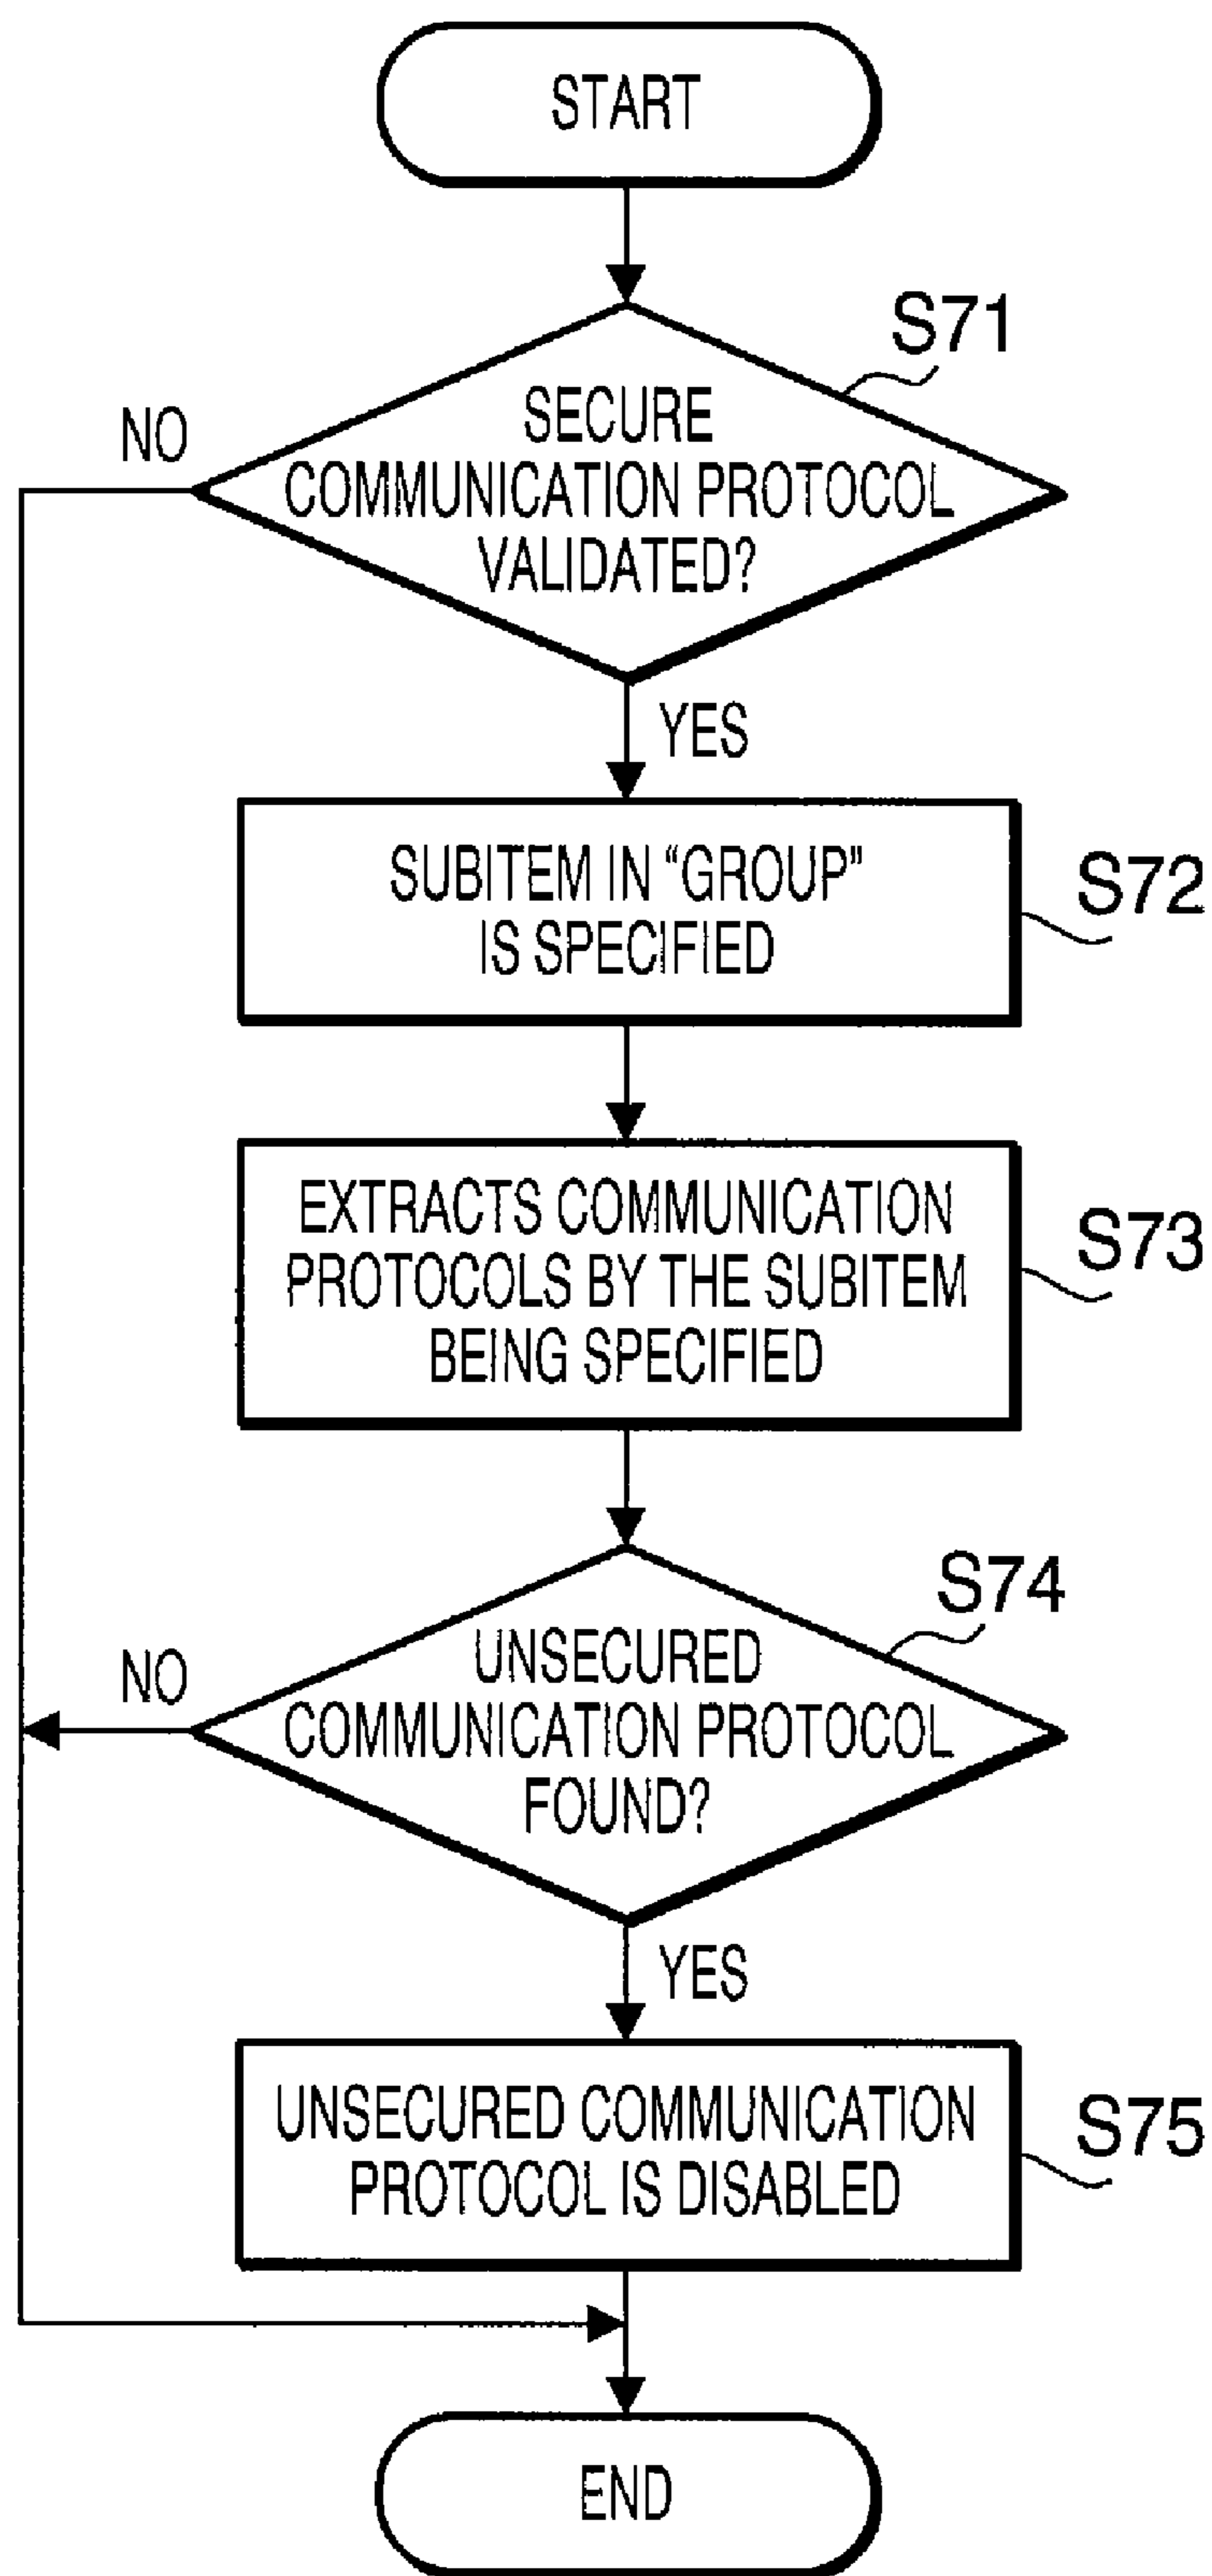 START
S71
SECURE
COMMUNICATION PROTOCOL
VALIDATED?
NO
YES
SUBITEM IN “GROUP”
IS SPECIFIED
S72
EXTRACTS COMMUNICATION
PROTOCOLS BY THE SUBITEM
BEING SPECIFIED
S73
S74
UNSECURED
COMMUNICATION PROTOCOL
FOUND?
NO
YES
UNSECURED COMMUNICATION
PROTOCOL IS DISABLED
S75
END